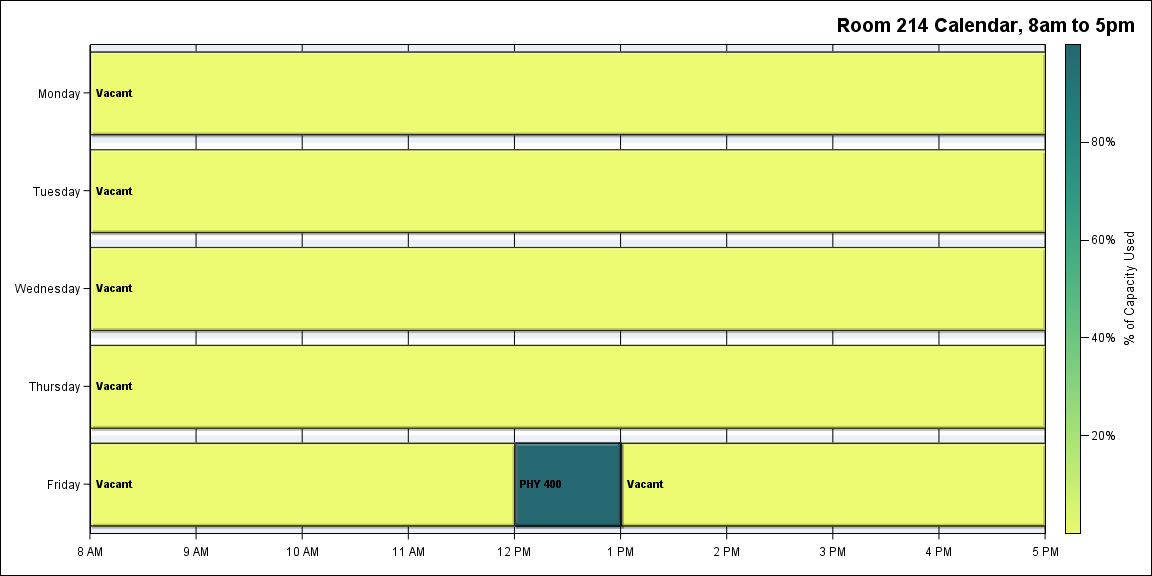 Room 214 Calendar, 8am to 5pm
Monday
Vacant
Tuesday
Vacant
Wednesday
Vacant
Thursday
Vacant
Friday
Vacant
PHY 400
Vacant
8 AM
9 AM
10 AM
11 AM
12 PM
1 PM
2 PM
3 PM
4 PM
5 PM
80%
60%
40%
20%
% of Capacity Used